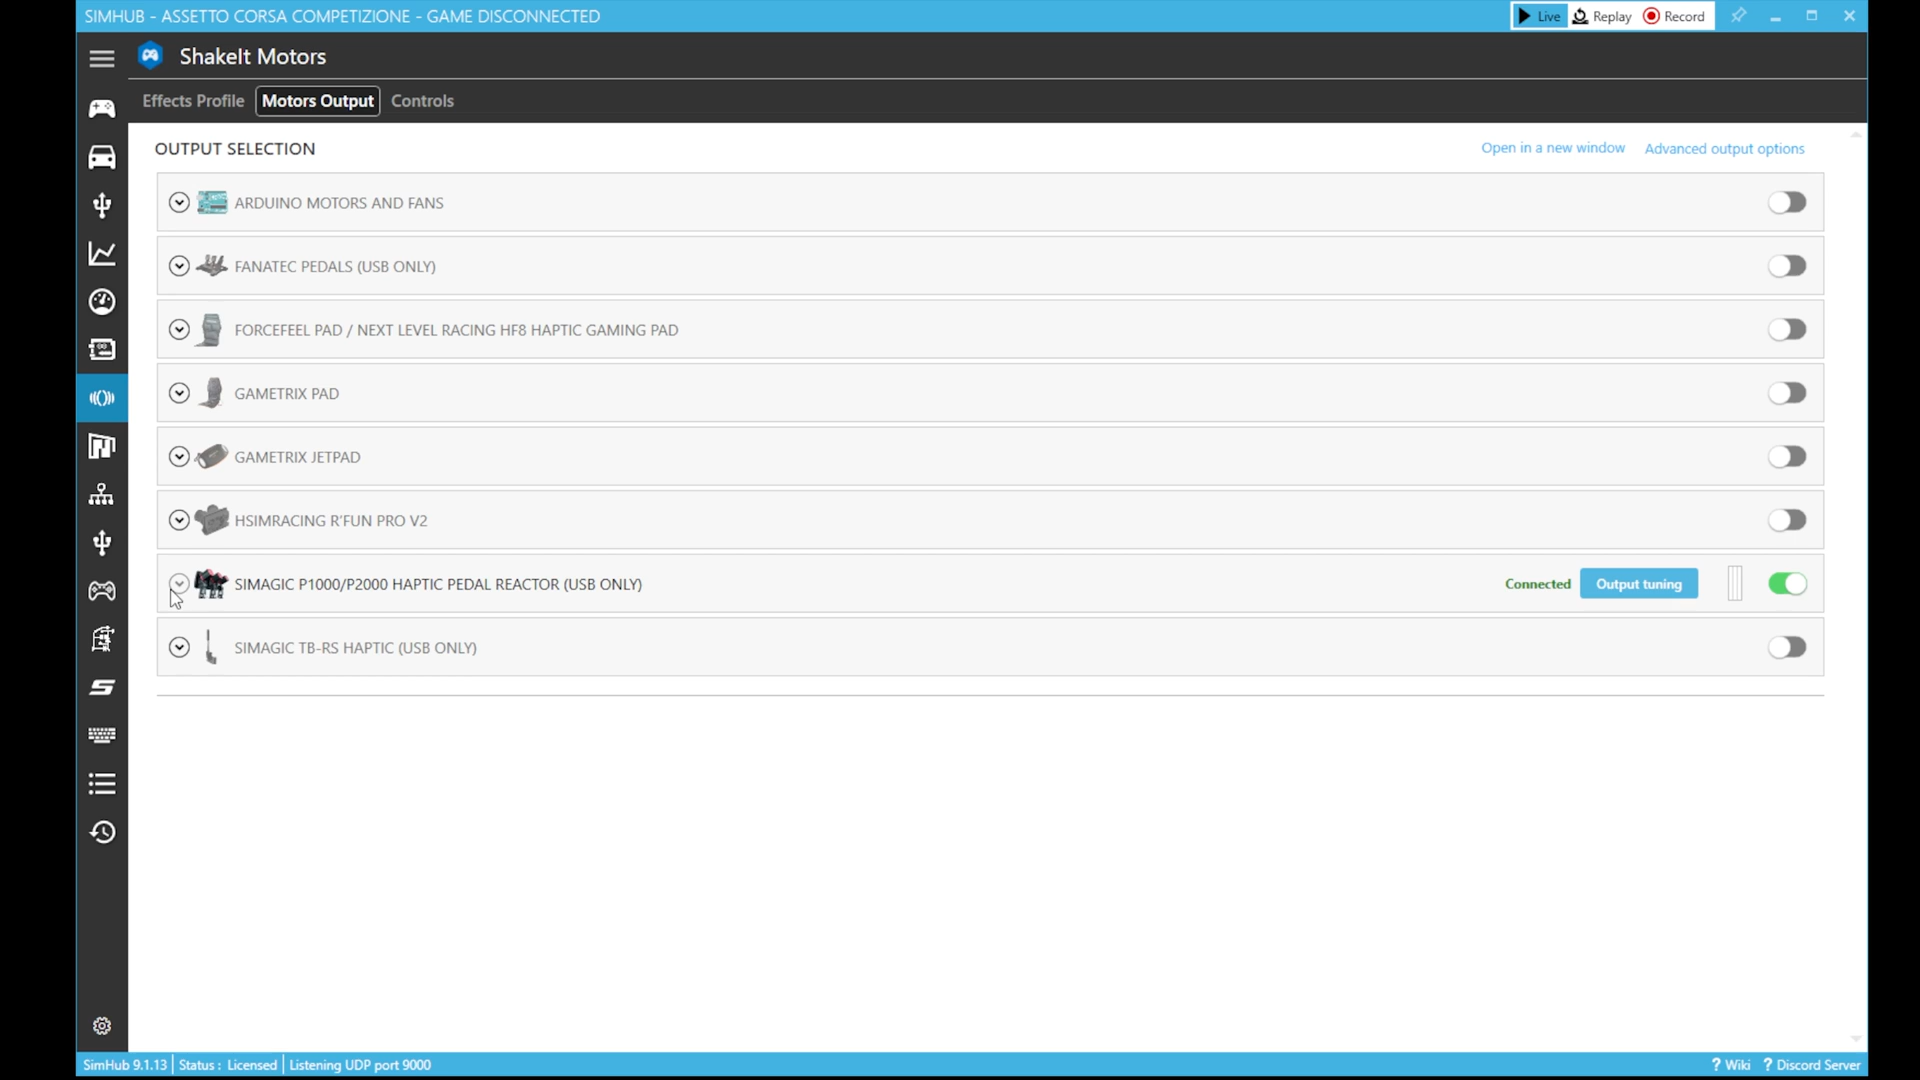 SIMHUB - ASSETTO CORSA COMPETIZIONE - GAME DISCONNECTED
Live Replay Record
ShakeIt Motors
Effects Profile Motors Output Controls
OUTPUT SELECTION
Open in a new window Advanced output options
ARDUINO MOTORS AND FANS
FANATEC PEDALS (USB ONLY)
FORCEFEEL PAD / NEXT LEVEL RACING HF8 HAPTIC GAMING PAD
GAMETRIX PAD
GAMETRIX JETPAD
HSIMRACING R'FUN PRO V2
SIMAGIC P1000/P2000 HAPTIC PEDAL REACTOR (USB ONLY) Connected Output tuning
SIMAGIC TB-RS HAPTIC (USB ONLY)
SimHub 9.1.13 Status : Licensed Listening UDP port 9000 ? Wiki ? Discord Server